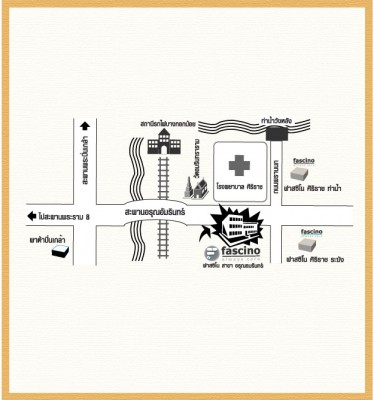 สถานีรถไฟบางกอกน้อย
ท่าน้ำวังหลัง
สะพานพระปิ่นเกล้า
วัดอมรินทราราม
ถนนพรานนก
fascino
โรงพยาบาล ศิริราช
ฟาสซิโน ศิริราช ท่าน้ำ
สะพานอรุณอัมรินทร์
ไปสะพานพระราม 8
พาต้าปิ่นเกล้า
fascino
fascino
ฟาสซิโน ศิริราช ระฆัง
ฟาสซิโน สาขา อรุณอมรินทร์